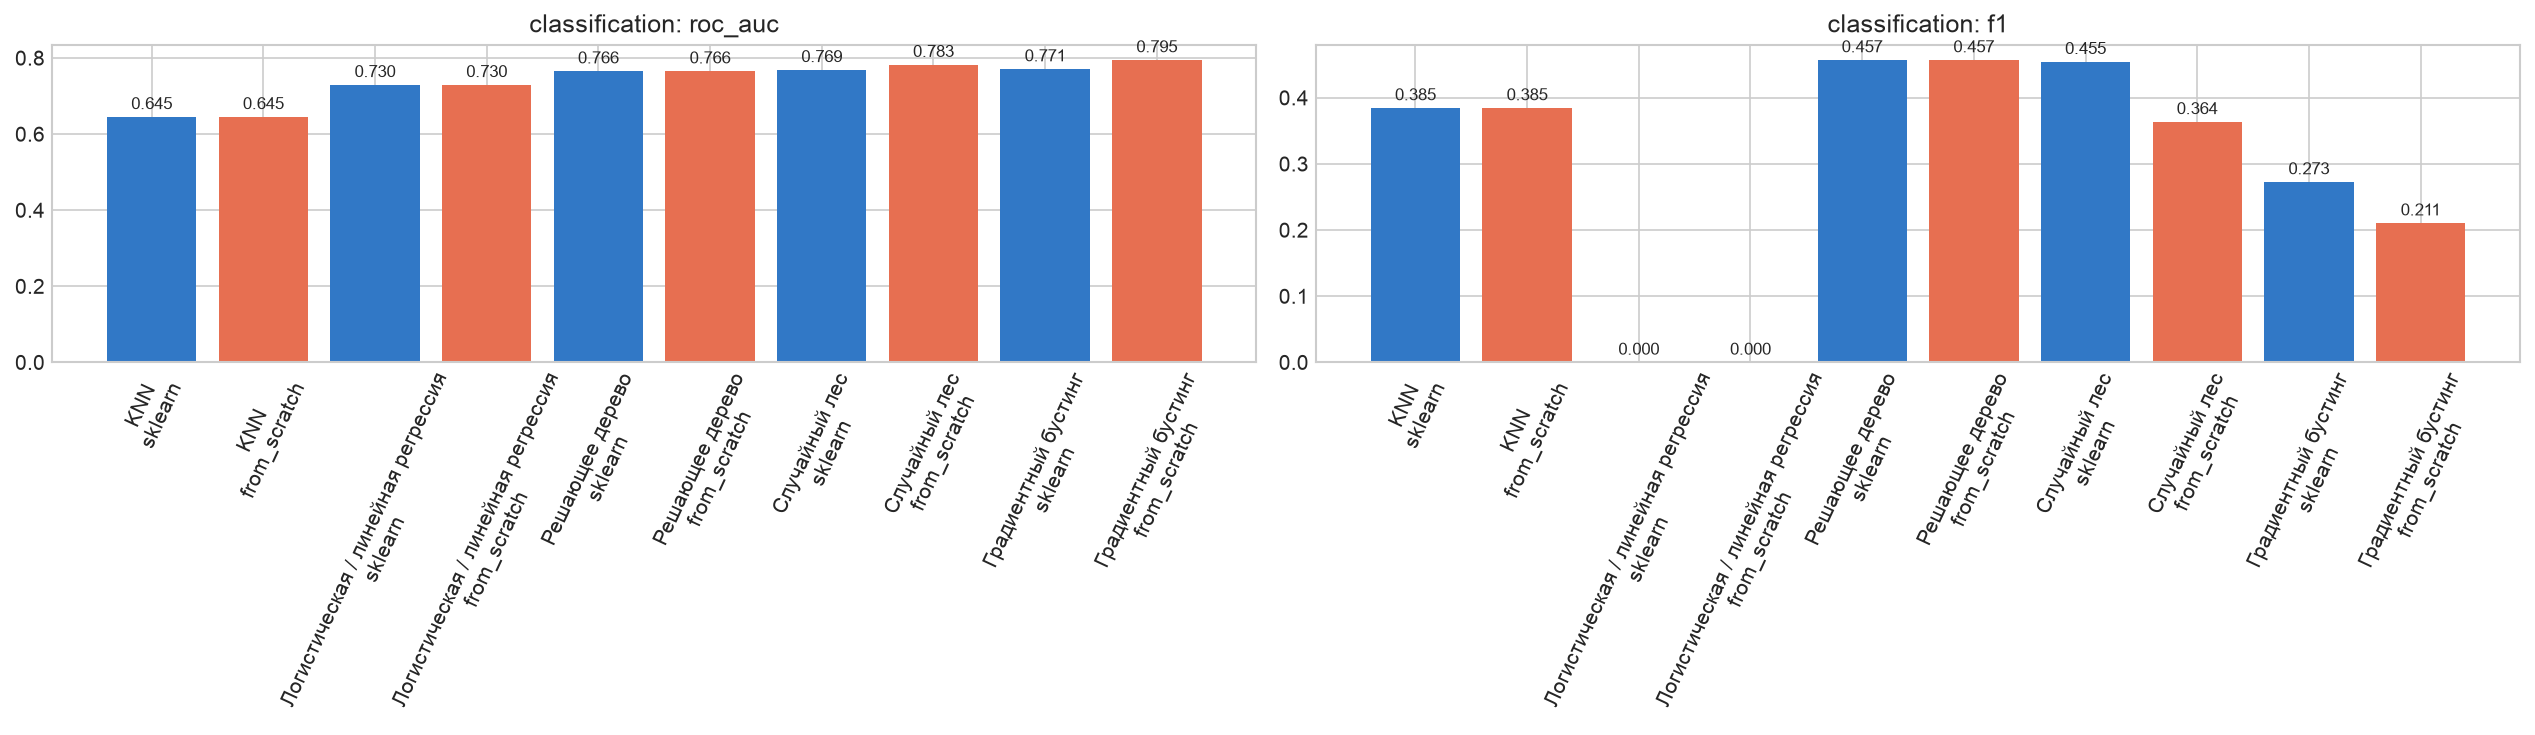 classification: roc_auc
0.8
0.6
0.4
0.2
0.0
0.645
0.645
0.730
0.730
0.766
0.766
0.769
0.783
0.771
0.795
KNN
sklearn
KNN
from_scratch
Логистическая / линейная регрессия
sklearn
Логистическая / линейная регрессия
from_scratch
Решающее дерево
sklearn
Решающее дерево
from_scratch
Случайный лес
sklearn
Случайный лес
from_scratch
Градиентный бустинг
sklearn
Градиентный бустинг
from_scratch
classification: f1
0.4
0.3
0.2
0.1
0.0
0.385
0.385
0.000
0.000
0.457
0.457
0.455
0.364
0.273
0.211
KNN
sklearn
KNN
from_scratch
Логистическая / линейная регрессия
sklearn
Логистическая / линейная регрессия
from_scratch
Решающее дерево
sklearn
Решающее дерево
from_scratch
Случайный лес
sklearn
Случайный лес
from_scratch
Градиентный бустинг
sklearn
Градиентный бустинг
from_scratch